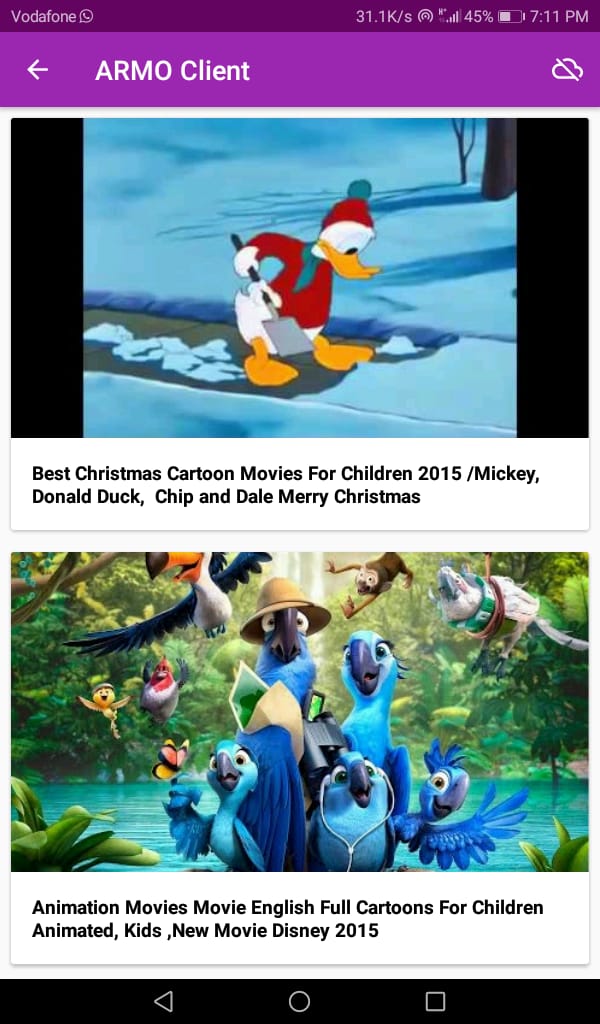 Vodafone 31.1K/s H+ 45% 7:11 PM
ARMO Client
Best Christmas Cartoon Movies For Children 2015 /Mickey,
Donald Duck,  Chip and Dale Merry Christmas
Animation Movies Movie English Full Cartoons For Children
Animated, Kids ,New Movie Disney 2015